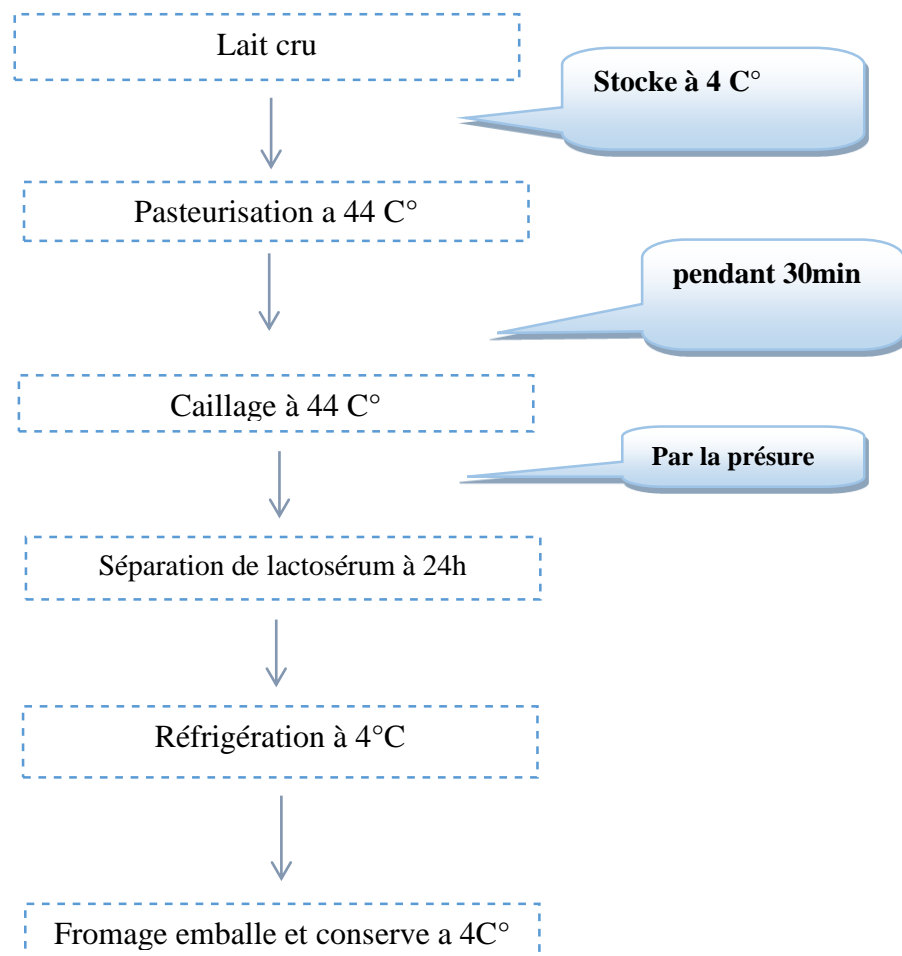 Lait cru
Stocke à 4 C°
Pasteurisation a 44 C°
pendant 30min
Caillage à 44 C°
Par la présure
Séparation de lactosérum à 24h
Réfrigération à 4°C
Fromage emballe et conserve a 4C°